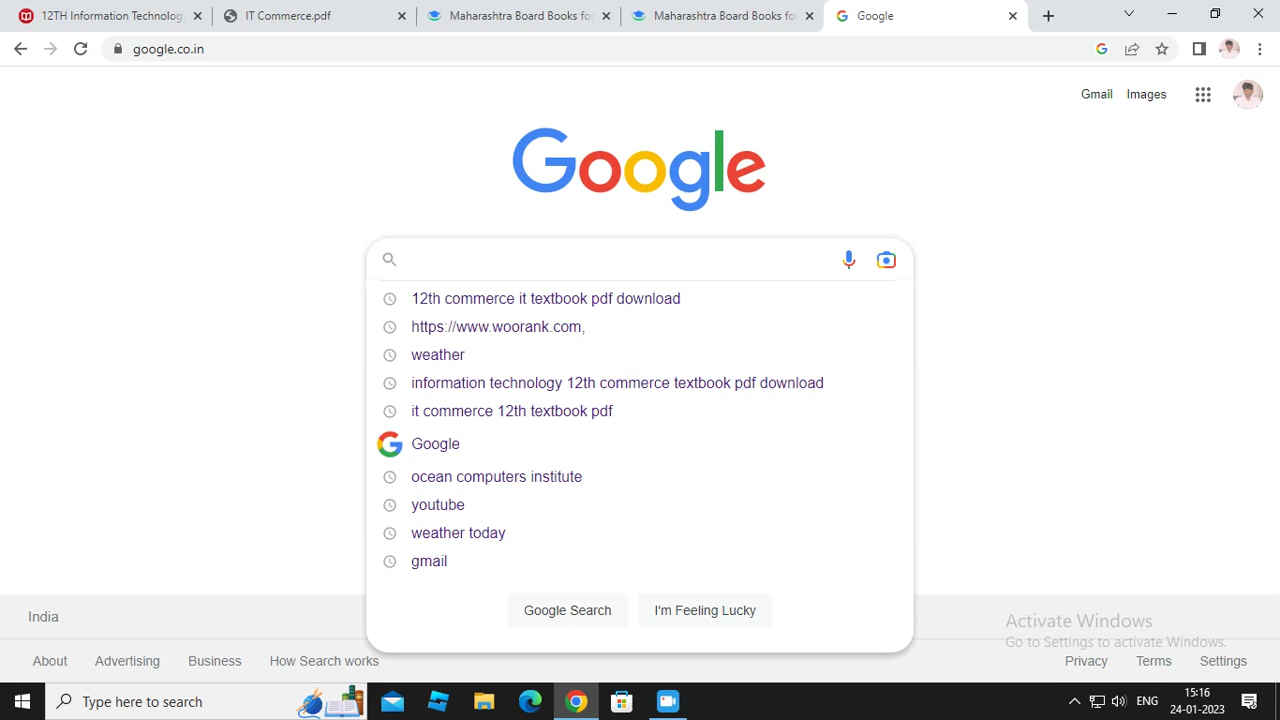 12TH Information Technolog
IT Commerce.pdf
Maharashtra Board Books for
Maharashtra Board Books fo
Google
google.co.in
Gmail
Images
Google
12th commerce it textbook pdf download
https://www.woorank.com,
weather
information technology 12th commerce textbook pdf download
it commerce 12th textbook pdf
Google
ocean computers institute
youtube
weather today
gmail
Google Search
I'm Feeling Lucky
India
Activate Windows
Go to Settings to activate Windows.
About
Advertising
Business
How Search works
Privacy
Terms
Settings
Type here to search
ENG
15:16
24-01-2023